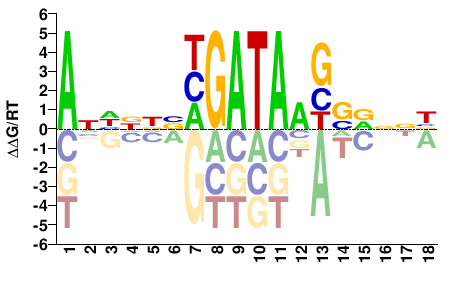 6
5
4
3
2
1
0
-1
-2
-3
-4
-5
-6
ΔΔG/RT
A T A G T C T G A T A A G G G T
C C C G A
A T
C G T G C C A G A C A C G A T C A
G C G C G
T T T G T
1 2 3 4 5 6 7 8 9 10 11 12 13 14 15 16 17 18